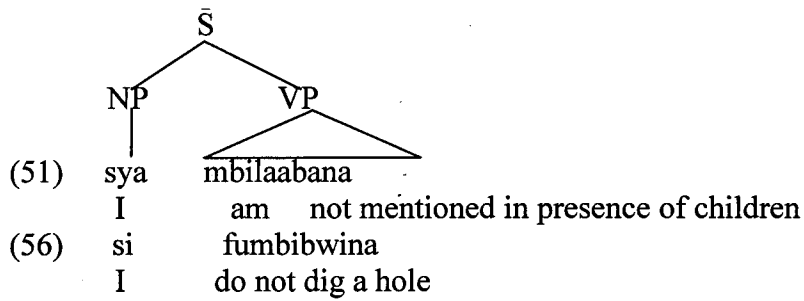 S̄
NP VP
(51) sya mbilaabana
I am not mentioned in presence of children
(56) si fumbibwina
I do not dig a hole